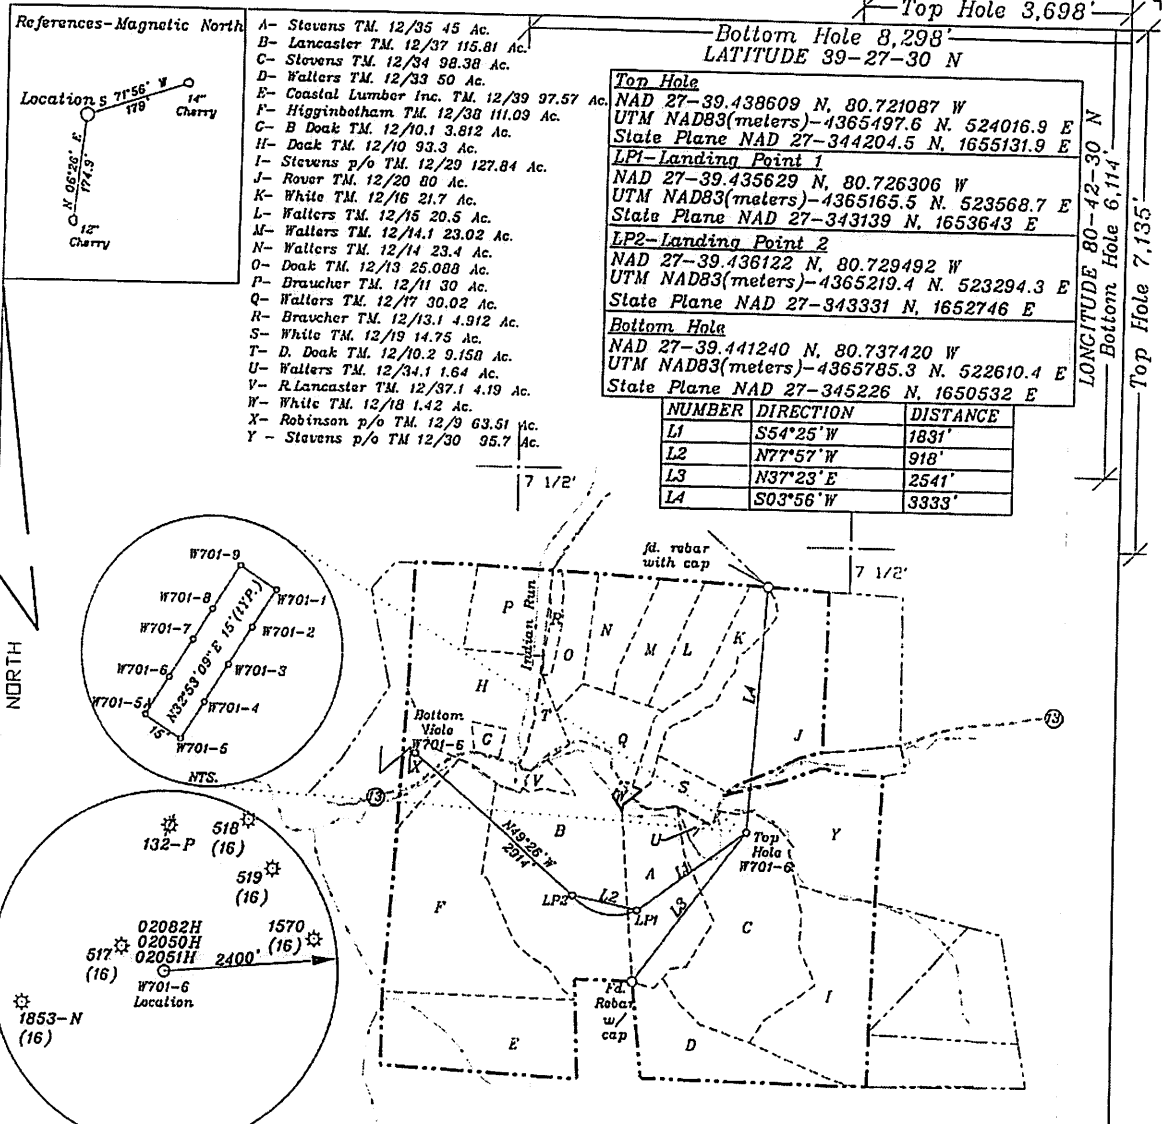 Top Hole 3,698'
Bottom Hole 8,298'
LATITUDE 39-27-30 N
References-Magnetic North
Location
S 71°56' W
179'
14"
Cherry
N 06°26' E
174.9'
12"
Cherry
A- Stevens TM. 12/35 45 Ac.
B- Lancaster TM. 12/37 115.81 Ac.
C- Stevens TM. 12/34 98.38 Ac.
D- Walters TM. 12/33 50 Ac.
E- Coastal Lumber Inc. TM. 12/39 97.57 Ac.
F- Higginbotham TM. 12/38 111.09 Ac.
G- B Doak TM. 12/10.1 3.812 Ac.
H- Doak TM. 12/10 93.3 Ac.
I- Stevens p/o TM. 12/29 127.84 Ac.
J- Rover TM. 12/20 80 Ac.
K- White TM. 12/16 21.7 Ac.
L- Walters TM. 12/15 20.5 Ac.
M- Walters TM. 12/14.1 23.02 Ac.
N- Walters TM. 12/14 23.4 Ac.
O- Doak TM. 12/13 25.088 Ac.
P- Braucher TM. 12/11 30 Ac.
Q- Walters TM. 12/17 30.02 Ac.
R- Braucher TM. 12/13.1 4.912 Ac.
S- White TM. 12/19 14.75 Ac.
T- D. Doak TM. 12/10.2 9.158 Ac.
U- Walters TM. 12/34.1 1.64 Ac.
V- R.Lancaster TM. 12/37.1 4.19 Ac.
W- White TM. 12/18 1.42 Ac.
X- Robinson p/o TM. 12/9 63.51 Ac.
Y - Stevens p/o TM 12/30 95.7 Ac.
Top Hole
NAD 27-39.438609 N, 80.721087 W
UTM NAD83(meters)-4365497.6 N. 524016.9 E
State Plane NAD 27-344204.5 N, 1655131.9 E
LP1-Landing Point 1
NAD 27-39.435629 N, 80.726306 W
UTM NAD83(meters)-4365165.5 N. 523568.7 E
State Plane NAD 27-343139 N, 1653643 E
LP2-Landing Point 2
NAD 27-39.436122 N, 80.729492 W
UTM NAD83(meters)-4365219.4 N. 523294.3 E
State Plane NAD 27-343331 N, 1652746 E
Bottom Hole
NAD 27-39.441240 N, 80.737420 W
UTM NAD83(meters)-4365785.3 N. 522610.4 E
State Plane NAD 27-345226 N, 1650532 E
LONGITUDE 80-42-30 N
Bottom Hole 6,114'
Top Hole 7,135'
NUMBER DIRECTION DISTANCE
L1 S54°25'W 1831'
L2 N77°57'W 918'
L3 N37°23'E 2541'
L4 S03°56'W 3333'
7 1/2'
7 1/2'
NORTH
W701-9
W701-8
W701-7
W701-6
W701-5
W701-1
W701-2
W701-3
W701-4
W701-5
N32°53'09"E 15'(TYP.)
15'
NTS.
fd. rebar
with cap
Indian Run
P
R
N
M
L
K
O
H
T
G
Q
V
J
S
W
U
L4
Bottom
Hole
W701-6
X
13
13
B
N49°26'W
2914'
A
Y
Top
Hole
W701-6
L1
L2
L3
LP2
LP1
F
C
I
E
D
Fd.
Rebar
w/
cap
132-P
518
(16)
519
(16)
1570
(16)
517
(16)
02082H
02050H
02051H
2400'
W701-6
Location
1853-N
(16)